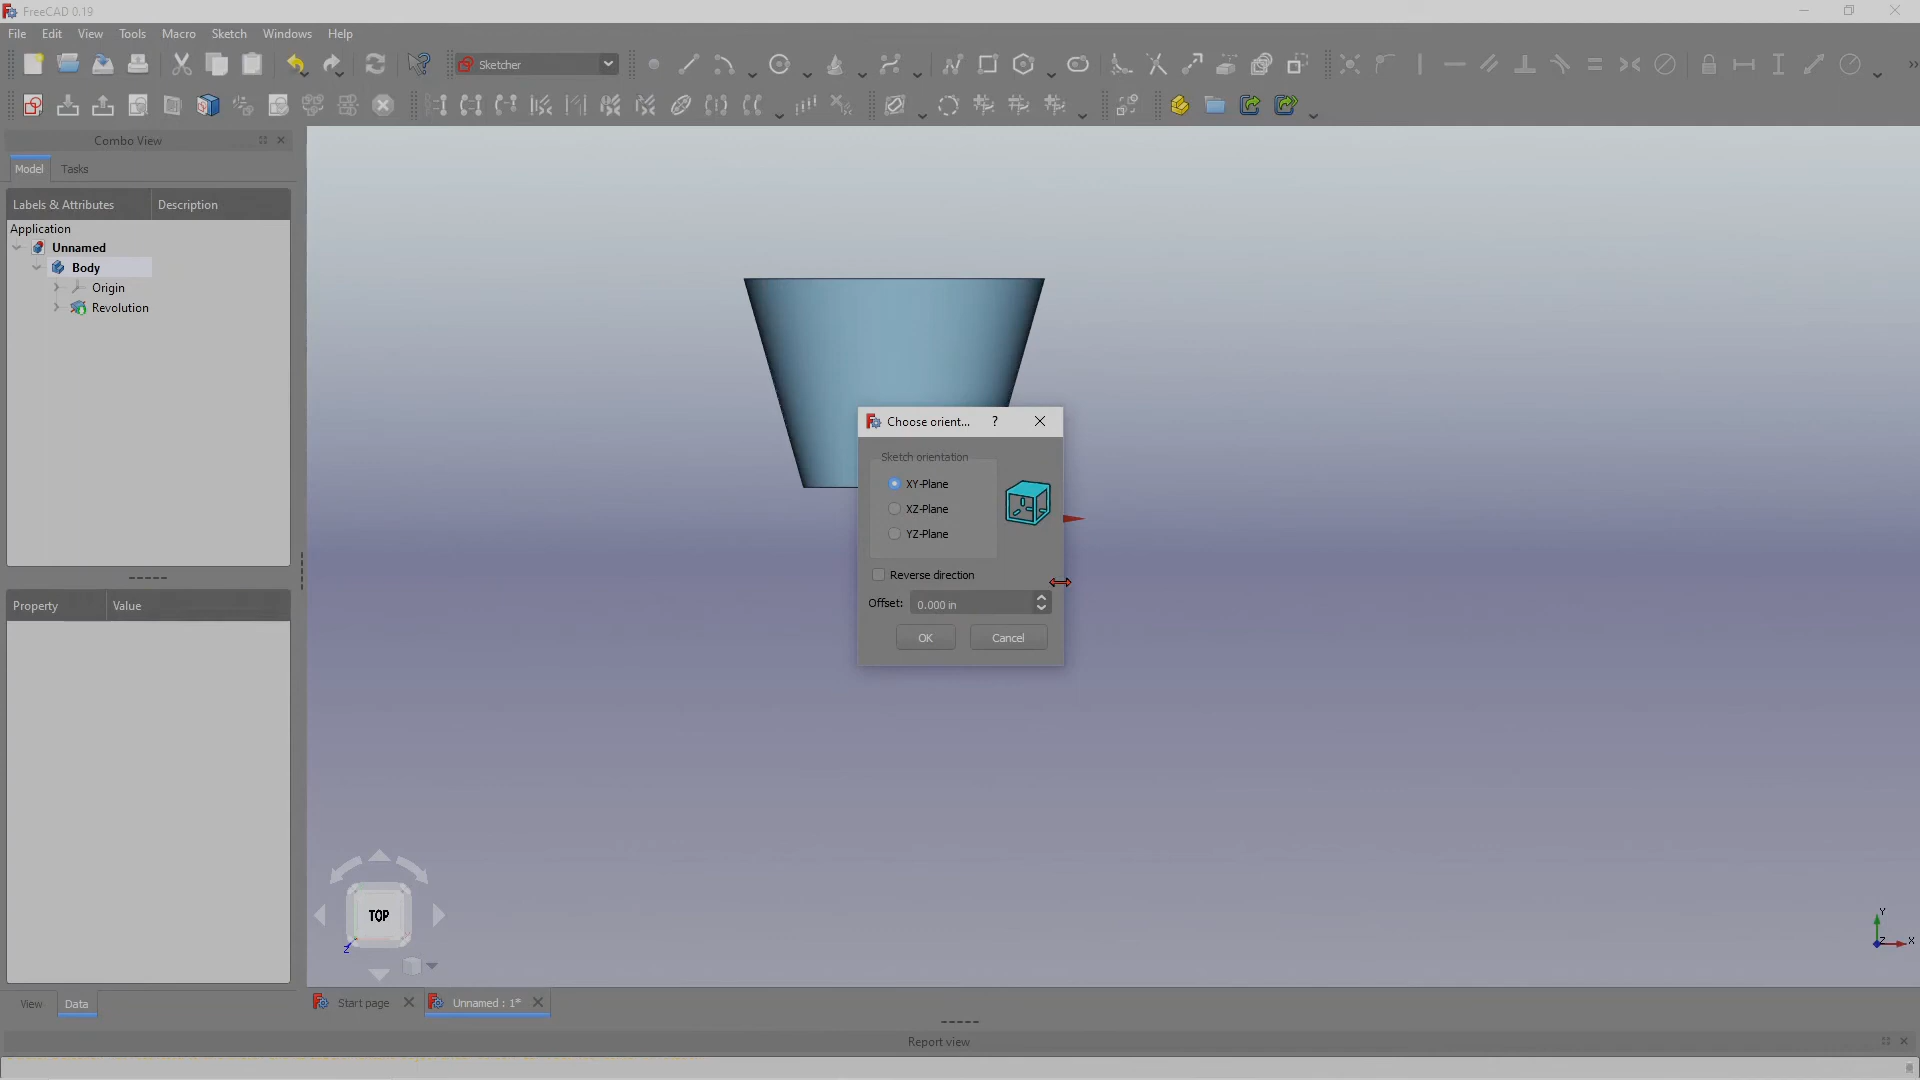 FreeCAD 0.19
File Edit View Tools Macro Sketch Windows Help
Sketcher
Combo View
Model Tasks
Labels & Attributes Description
Application
Unnamed
Body
Origin
Revolution
Choose orient... ?
Sketch orientation
XY-Plane
XZ-Plane
YZ-Plane
Reverse direction
Offset: 0.000 in
OK Cancel
Property Value
TOP
Z
Y
Z X
View Data
Start page Unnamed : 1*
Report view